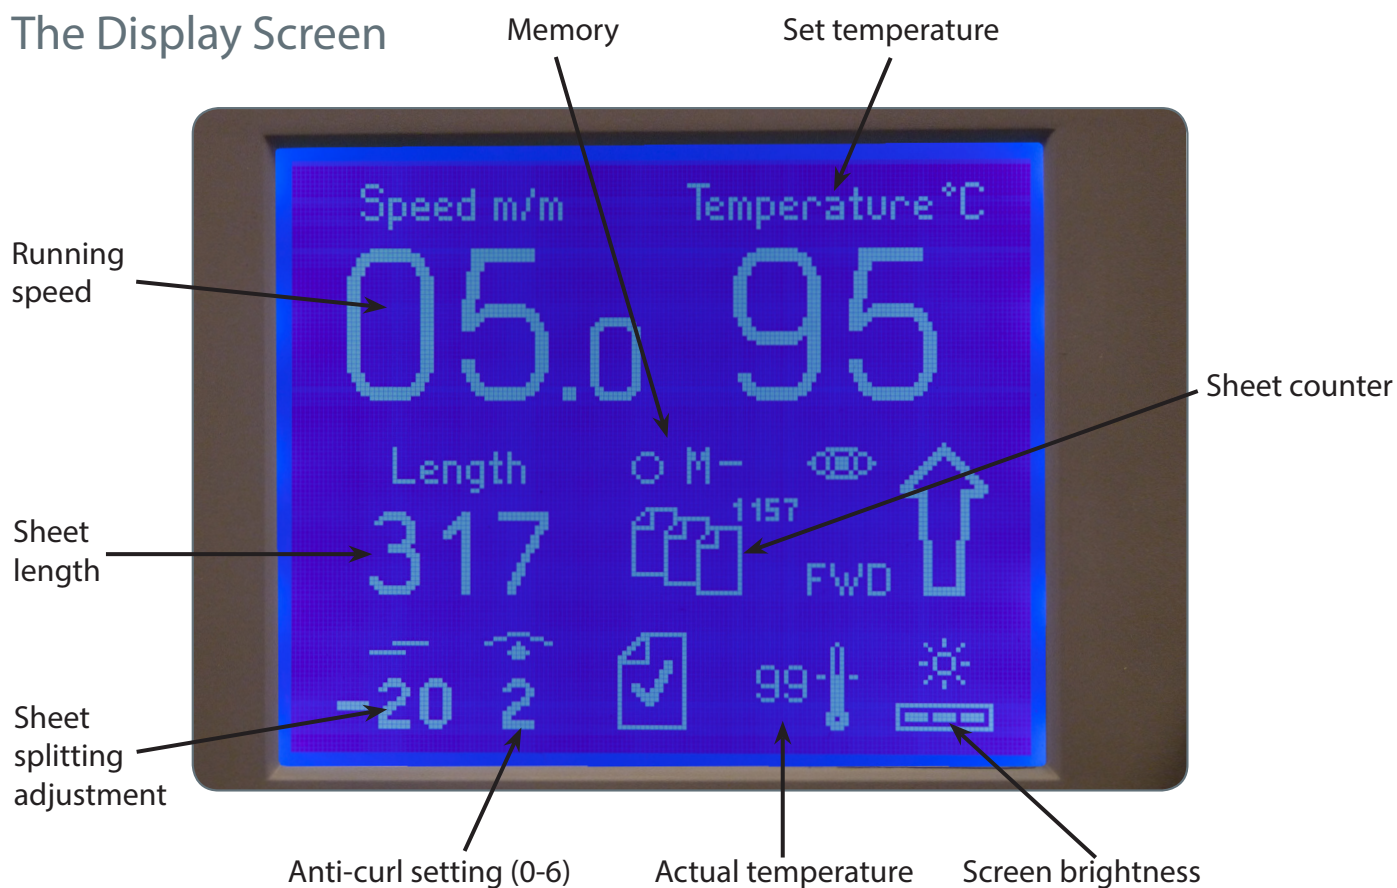 The Display Screen
Memory
Set temperature
Speed m/m
Temperature °C
Running
speed
05.0
95
Sheet counter
Length
M-
1157
317
Sheet
length
FWD
-20
2
99
Sheet
splitting
adjustment
Anti-curl setting (0-6)
Actual temperature
Screen brightness